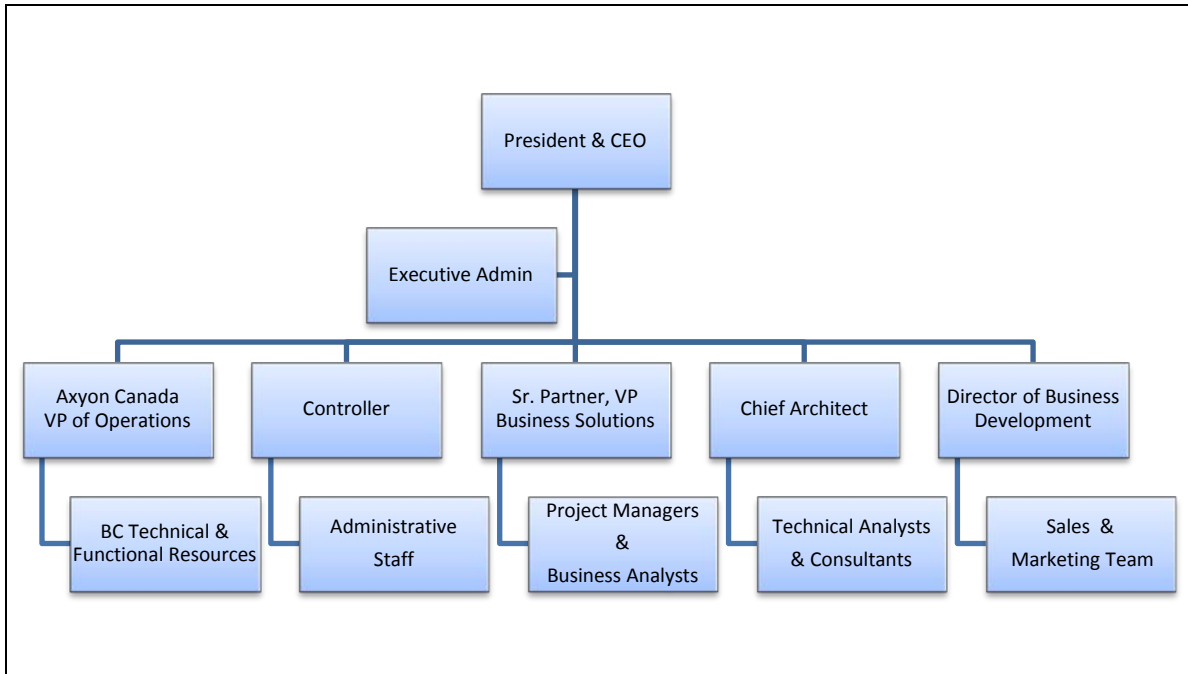 President & CEO
Executive Admin
Axyon Canada
VP of Operations
Controller
Sr. Partner, VP
Business Solutions
Chief Architect
Director of Business
Development
BC Technical &
Functional Resources
Administrative
Staff
Project Managers
&
Business Analysts
Technical Analysts
& Consultants
Sales &
Marketing Team